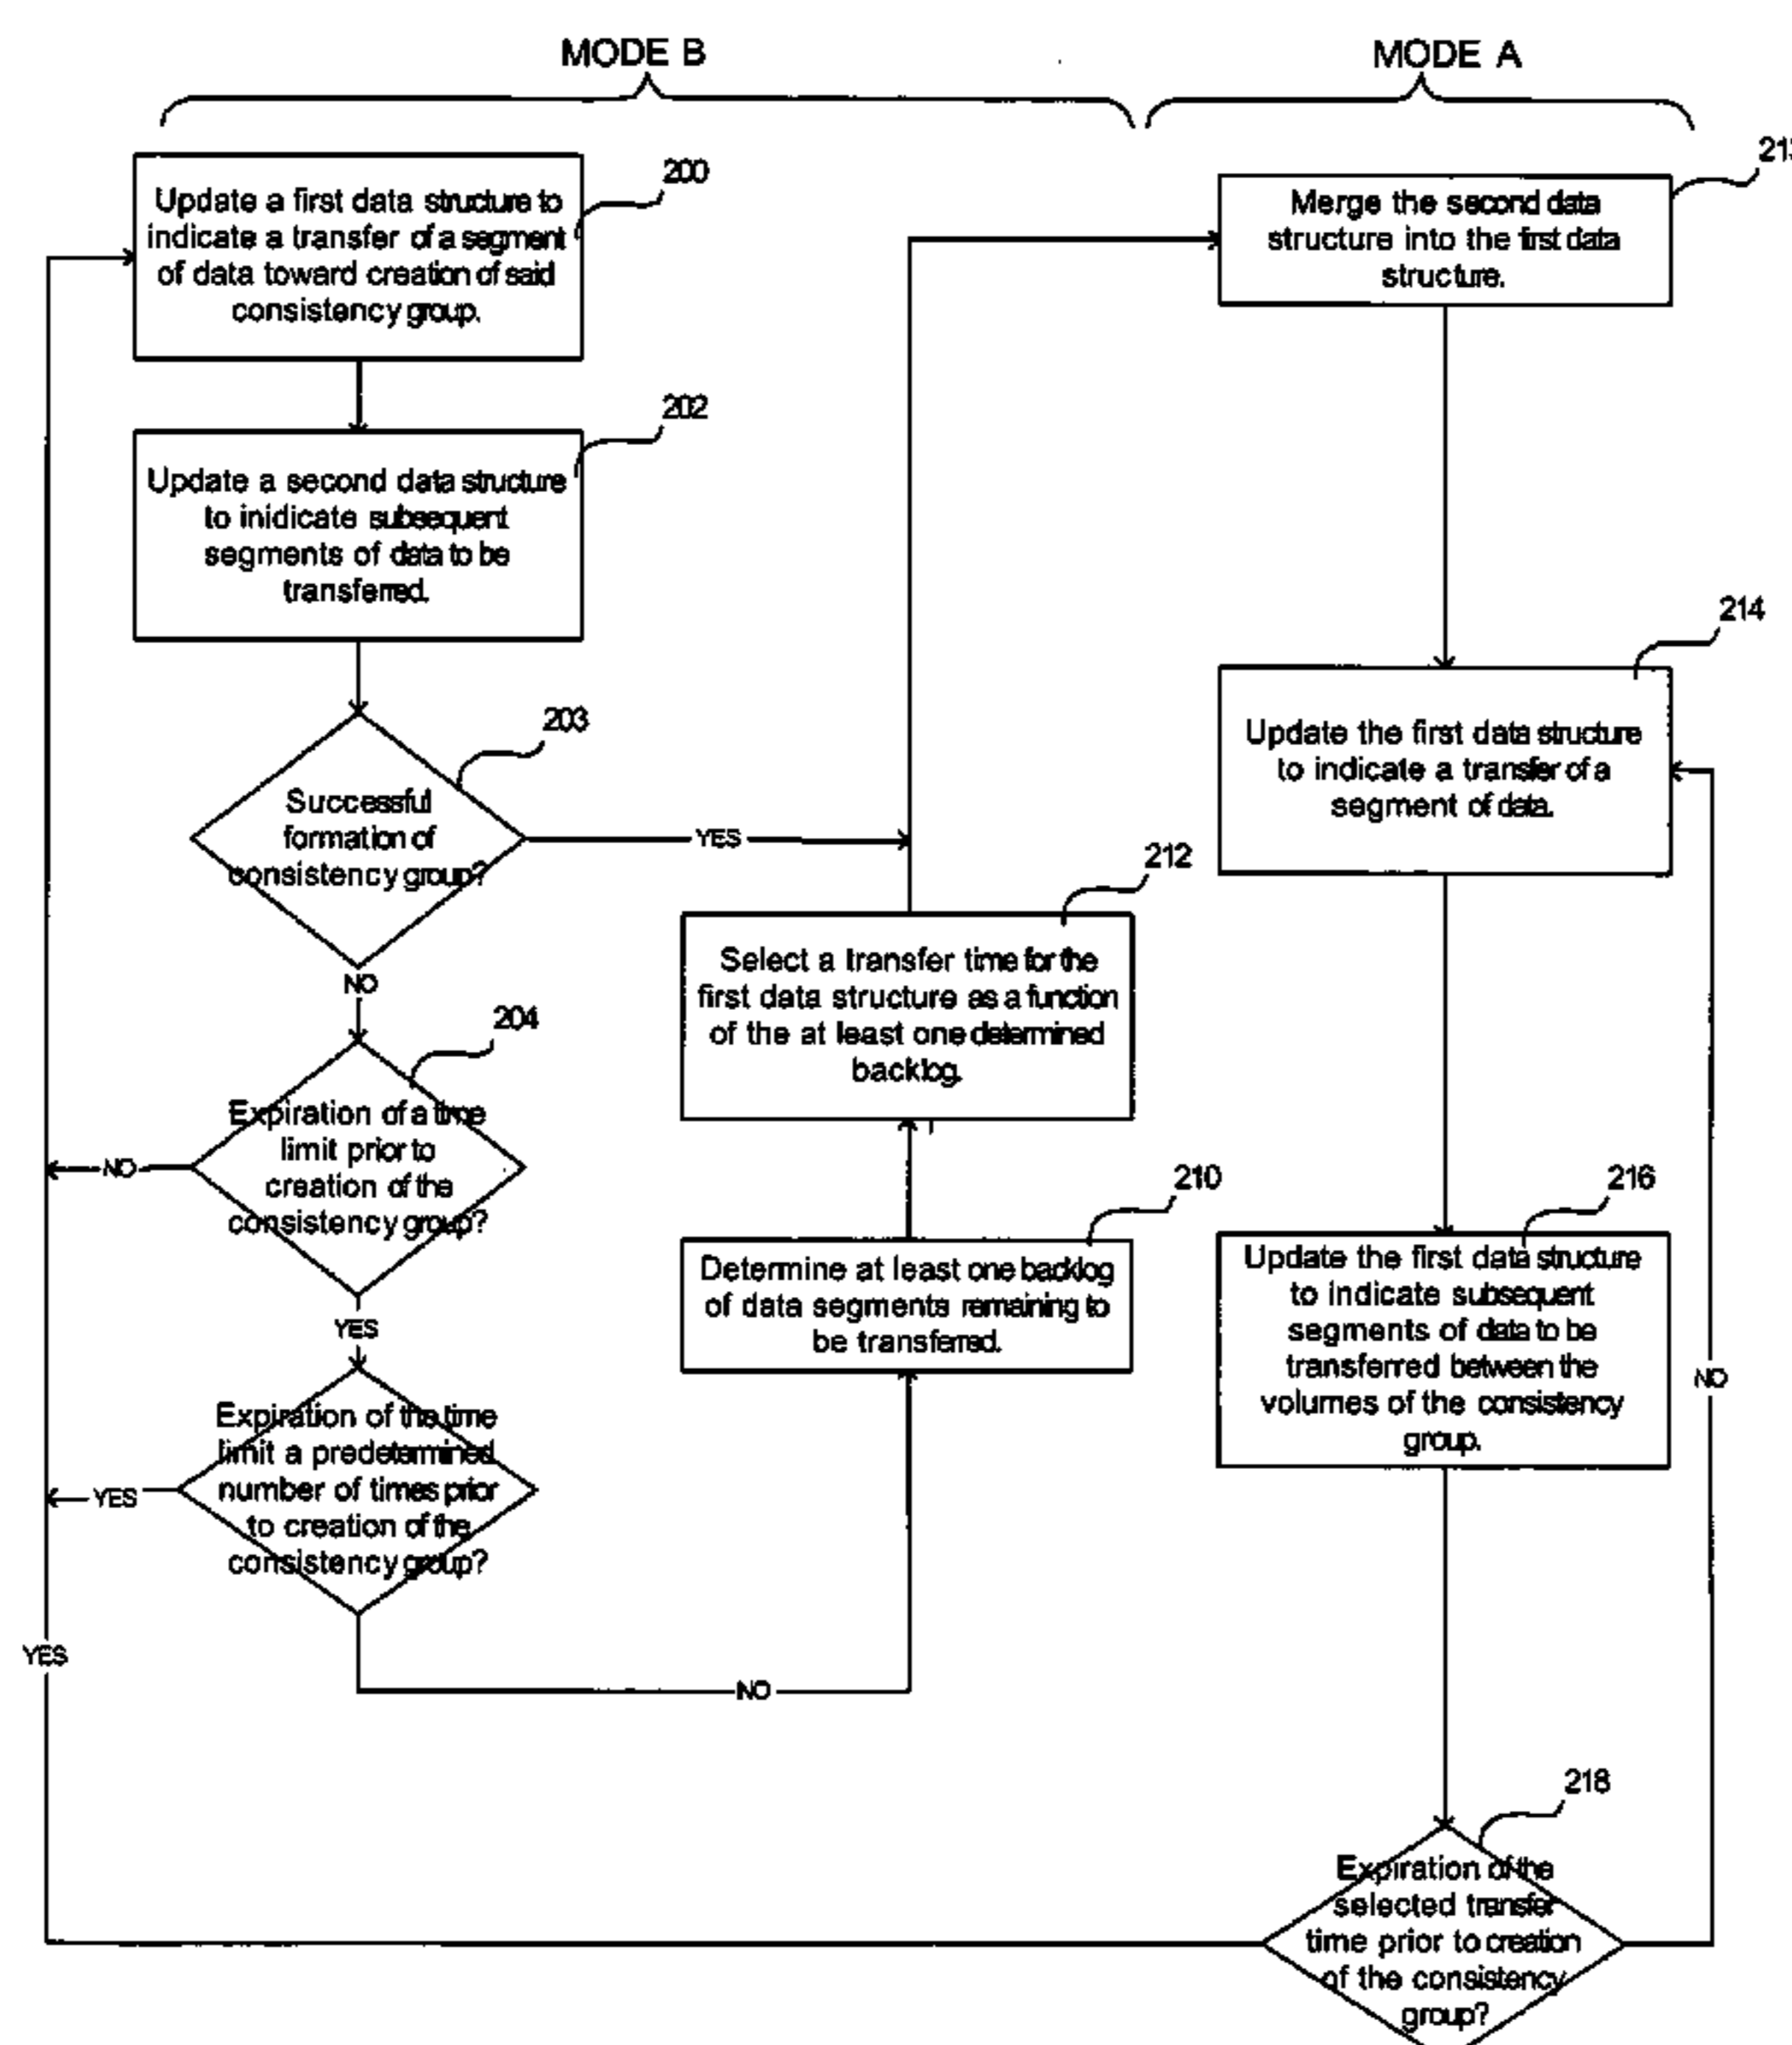 MODE B
MODE A
200
Update a first data structure to
indicate a transfer of a segment
of data toward creation of said
consistency group.
202
Update a second data structure
to inidicate subsequent
segments of data to be
transferred.
203
Successful
formation of
consistency group?
YES
NO
204
Expiration of a time
limit prior to
creation of the
consistency group?
NO
YES
Expiration of the time
limit a predetermined
number of times prior
to creation of the
consistency group?
YES
NO
210
Determine at least one backlog
of data segments remaining to
be transferred.
212
Select a transfer time for the
first data structure as a function
of the at least one determined
backlog.
Merge the second data
structure into the first data
structure.
214
Update the first data structure
to indicate a transfer of a
segment of data.
216
Update the first data structure
to indicate subsequent
segments of data to be
transferred between the
volumes of the consistency
group.
218
Expiration of the
selected transfer
time prior to creation
of the consistency
group?
NO
YES